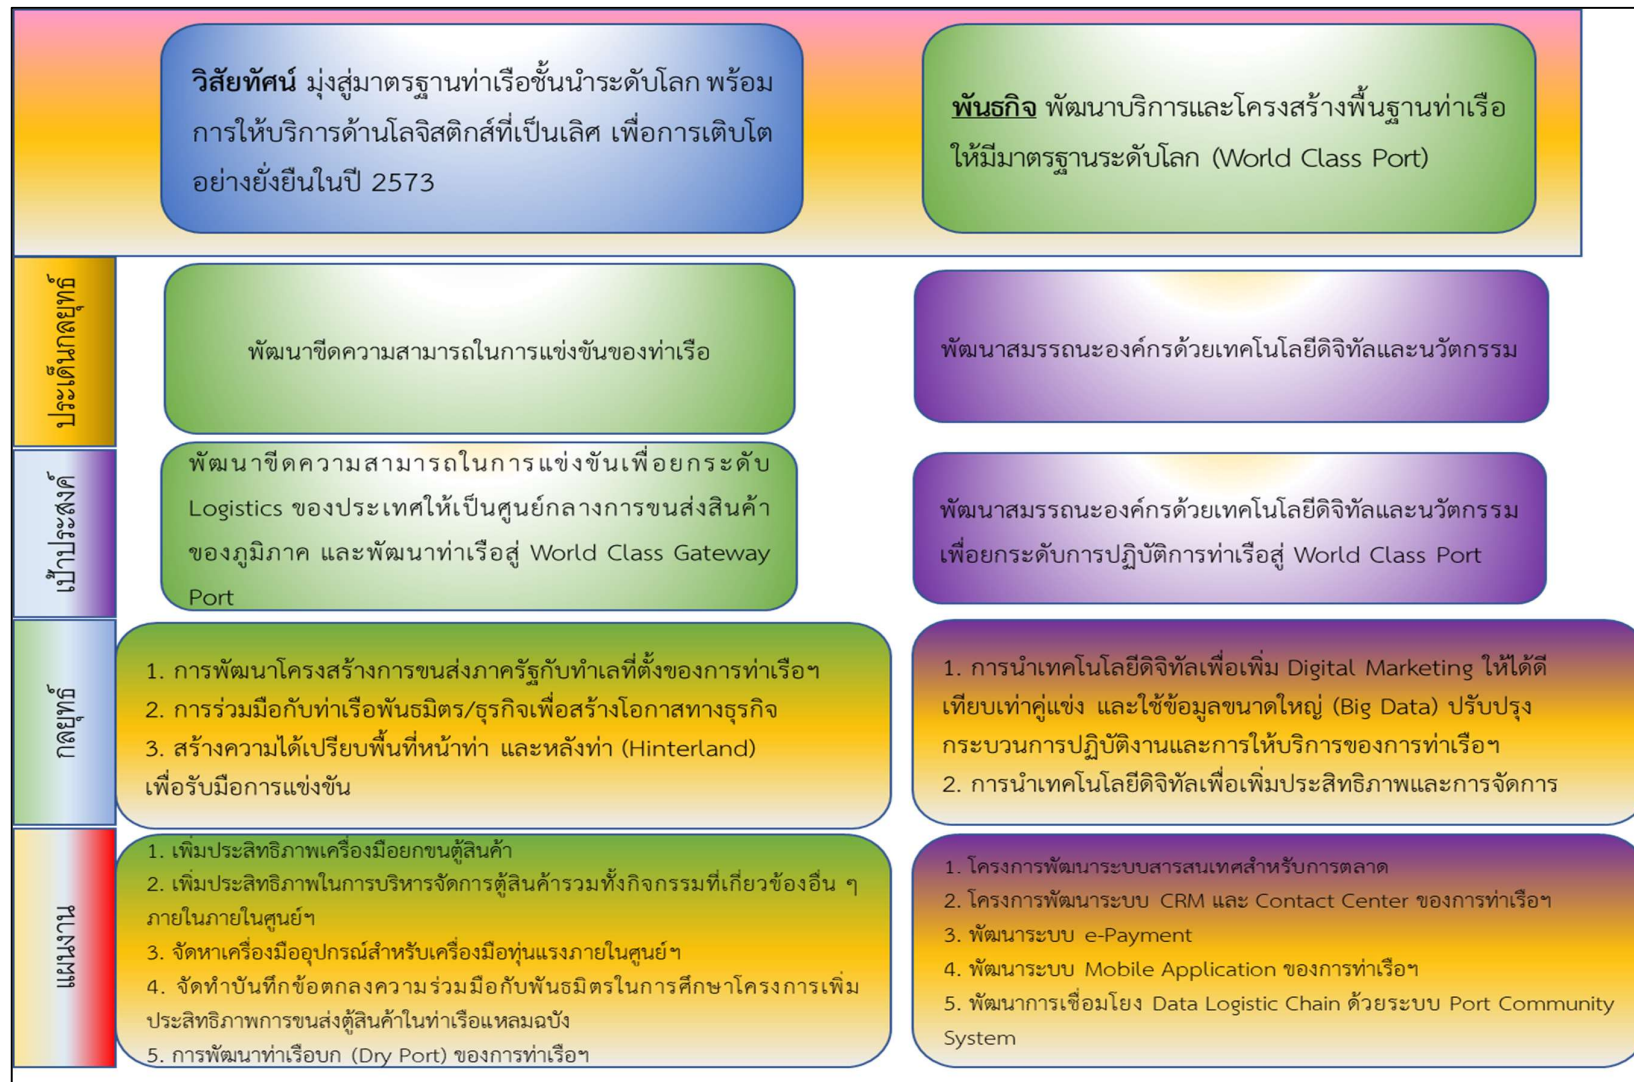 วิสัยทัศน์ มุ่งสู่มาตรฐานท่าเรือชั้นนำระดับโลก พร้อม
การให้บริการด้านโลจิสติกส์ที่เป็นเลิศ เพื่อการเติบโต
อย่างยั่งยืนในปี 2573
พันธกิจ พัฒนาบริการและโครงสร้างพื้นฐานท่าเรือ
ให้มีมาตรฐานระดับโลก (World Class Port)
ประเด็นกลยุทธ์
พัฒนาขีดความสามารถในการแข่งขันของท่าเรือ
พัฒนาสมรรถนะองค์กรด้วยเทคโนโลยีดิจิทัลและนวัตกรรม
เป้าประสงค์
พัฒนาขีดความสามารถในการแข่งขันเพื่อยกระดับ
Logistics ของประเทศให้เป็นศูนย์กลางการขนส่งสินค้า
ของภูมิภาค และพัฒนาท่าเรือสู่ World Class Gateway
Port
พัฒนาสมรรถนะองค์กรด้วยเทคโนโลยีดิจิทัลและนวัตกรรม
เพื่อยกระดับการปฏิบัติการท่าเรือสู่ World Class Port
กลยุทธ์
1. การพัฒนาโครงสร้างการขนส่งภาครัฐกับทำเลที่ตั้งของการท่าเรือฯ
2. การร่วมมือกับท่าเรือพันธมิตร/ธุรกิจเพื่อสร้างโอกาสทางธุรกิจ
3. สร้างความได้เปรียบพื้นที่หน้าท่า และหลังท่า (Hinterland)
เพื่อรับมือการแข่งขัน
1. การนำเทคโนโลยีดิจิทัลเพื่อเพิ่ม Digital Marketing ให้ได้ดี
เทียบเท่าคู่แข่ง และใช้ข้อมูลขนาดใหญ่ (Big Data) ปรับปรุง
กระบวนการปฏิบัติงานและการให้บริการของการท่าเรือฯ
2. การนำเทคโนโลยีดิจิทัลเพื่อเพิ่มประสิทธิภาพและการจัดการ
แผนงาน
1. เพิ่มประสิทธิภาพเครื่องมือยกขนตู้สินค้า
2. เพิ่มประสิทธิภาพในการบริหารจัดการตู้สินค้ารวมทั้งกิจกรรมที่เกี่ยวข้องอื่น ๆ
ภายในภายในศูนย์ฯ
3. จัดหาเครื่องมืออุปกรณ์สำหรับเครื่องมือทุ่นแรงภายในศูนย์ฯ
4. จัดทำบันทึกข้อตกลงความร่วมมือกับพันธมิตรในการศึกษาโครงการเพิ่ม
ประสิทธิภาพการขนส่งตู้สินค้าในท่าเรือแหลมฉบัง
5. การพัฒนาท่าเรือบก (Dry Port) ของการท่าเรือฯ
1. โครงการพัฒนาระบบสารสนเทศสำหรับการตลาด
2. โครงการพัฒนาระบบ CRM และ Contact Center ของการท่าเรือฯ
3. พัฒนาระบบ e-Payment
4. พัฒนาระบบ Mobile Application ของการท่าเรือฯ
5. พัฒนาการเชื่อมโยง Data Logistic Chain ด้วยระบบ Port Community
System